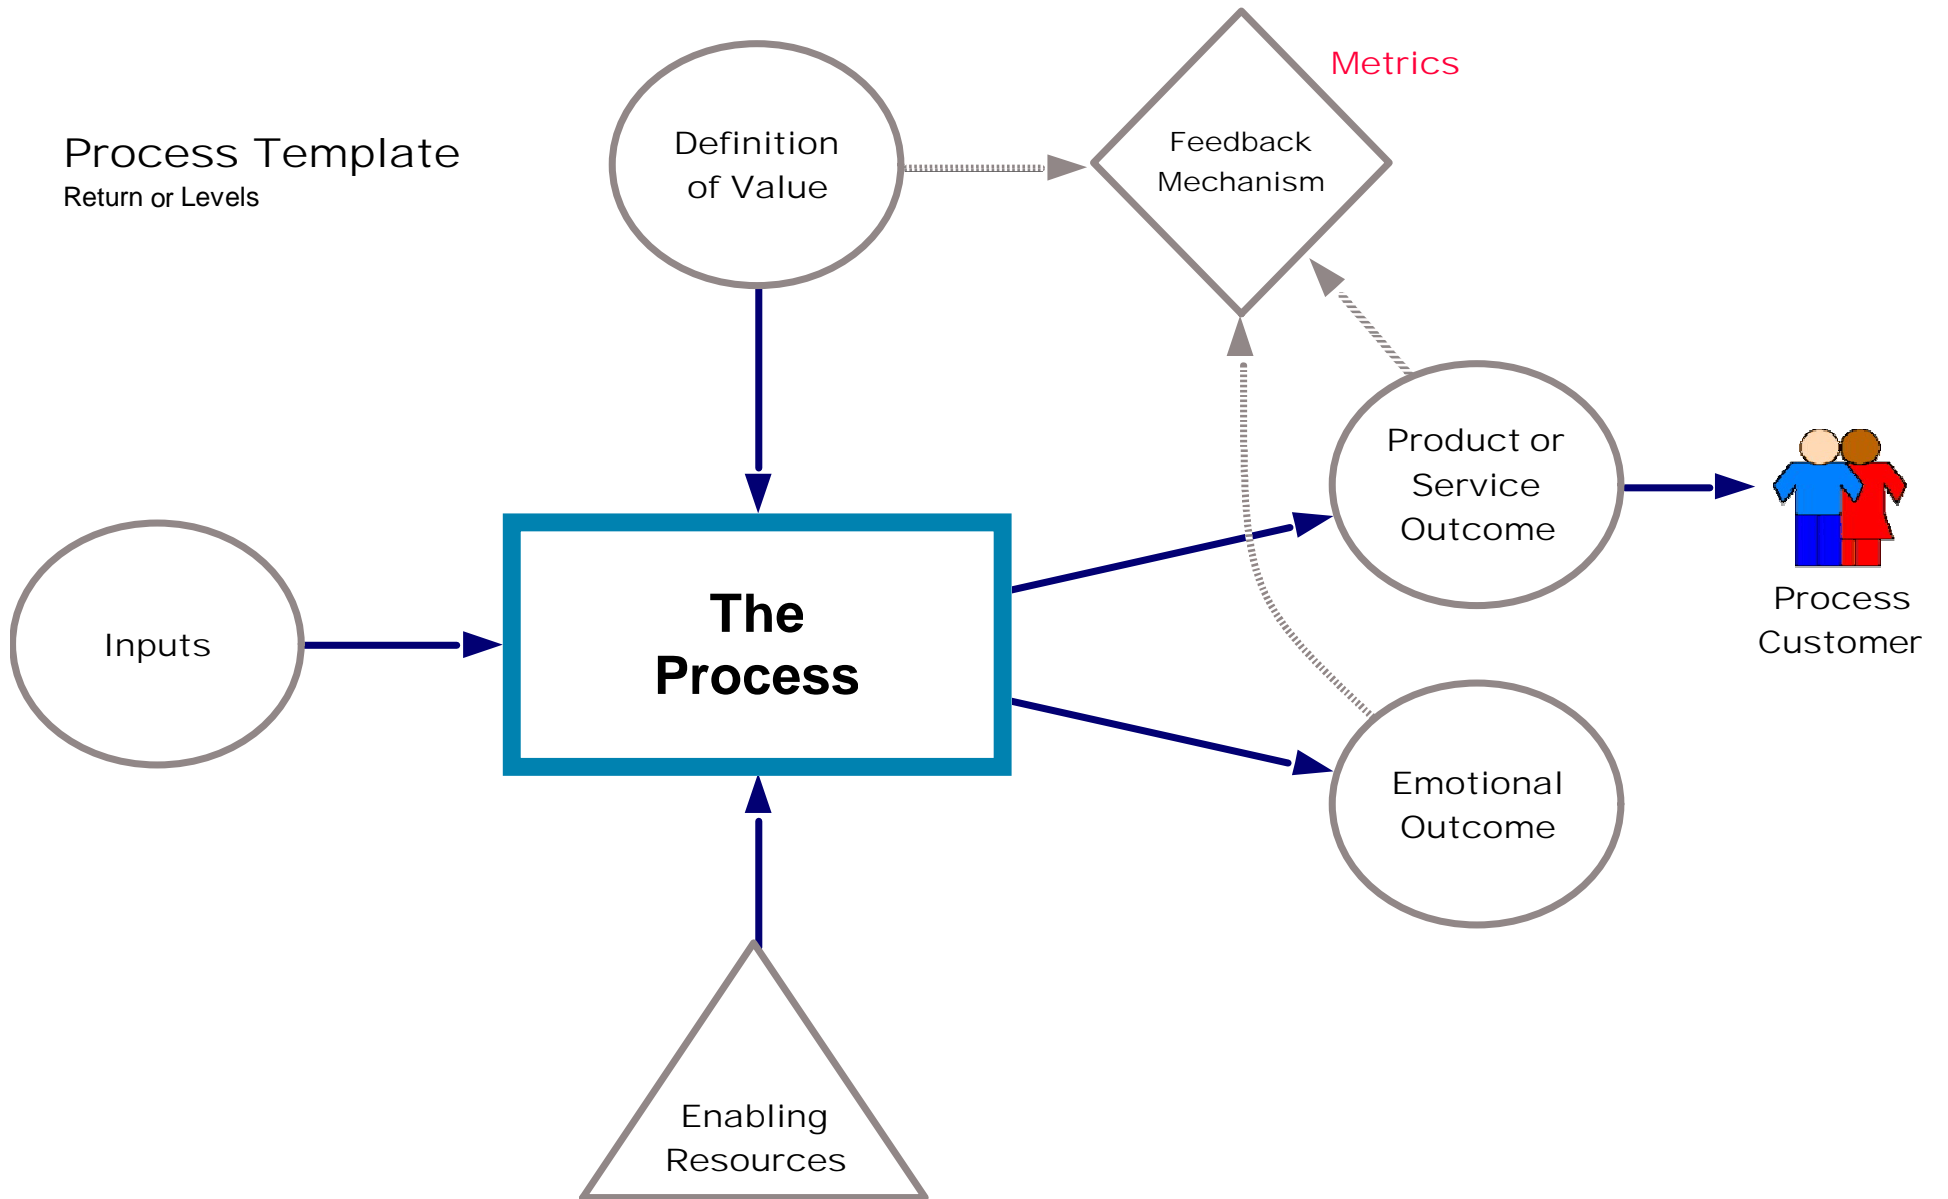 Process Template
Return or Levels
Definition
of Value
Metrics
Feedback
Mechanism
Product or
Service
Outcome
Process
Customer
Inputs
The
Process
Emotional
Outcome
Enabling
Resources